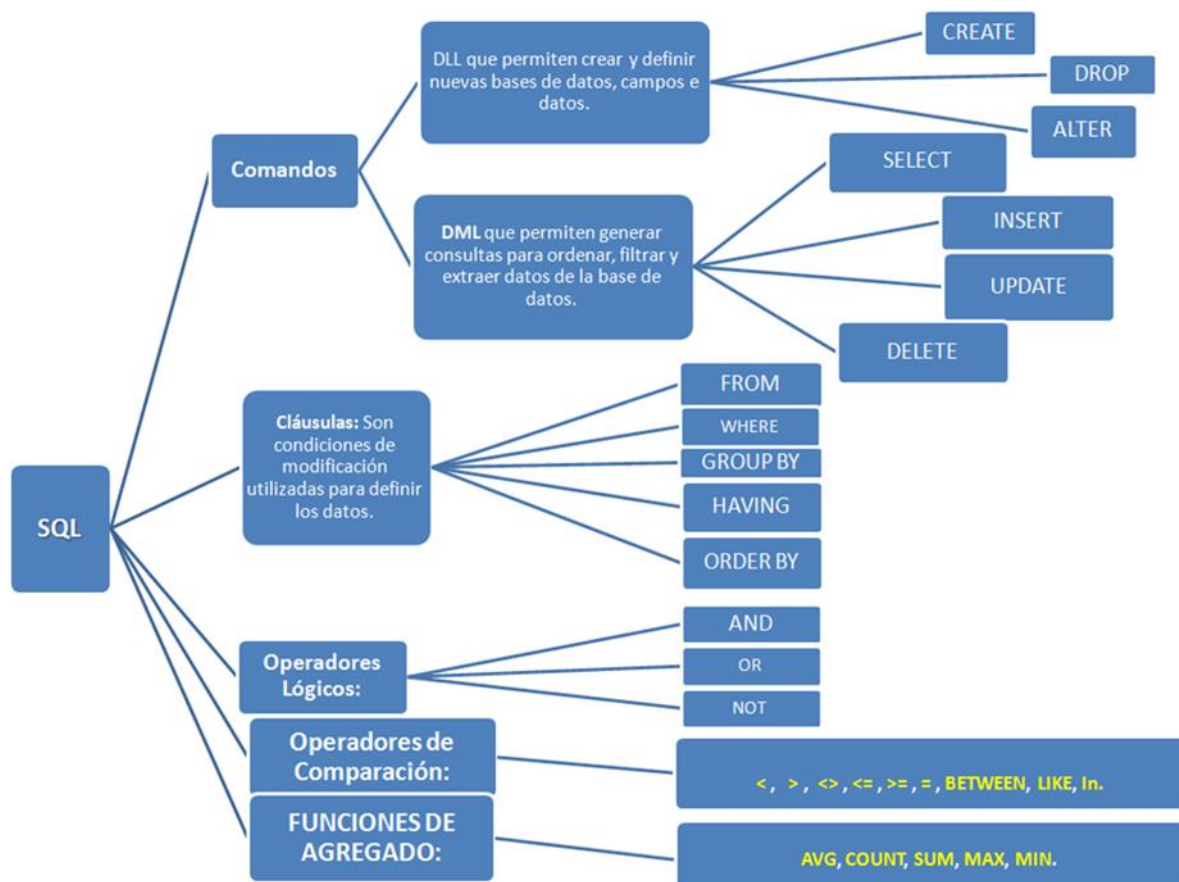 SQL
Comandos
DLL que permiten crear y definir
nuevas bases de datos, campos e
datos.
CREATE
DROP
ALTER
DML que permiten generar
consultas para ordenar, filtrar y
extraer datos de la base de
datos.
SELECT
INSERT
UPDATE
DELETE
Cláusulas: Son
condiciones de
modificación
utilizadas para definir
los datos.
FROM
WHERE
GROUP BY
HAVING
ORDER BY
Operadores
Lógicos:
AND
OR
NOT
Operadores de
Comparación:
< , > , <> , <= , >= , = , BETWEEN, LIKE, In.
FUNCIONES DE
AGREGADO:
AVG, COUNT, SUM, MAX, MIN.